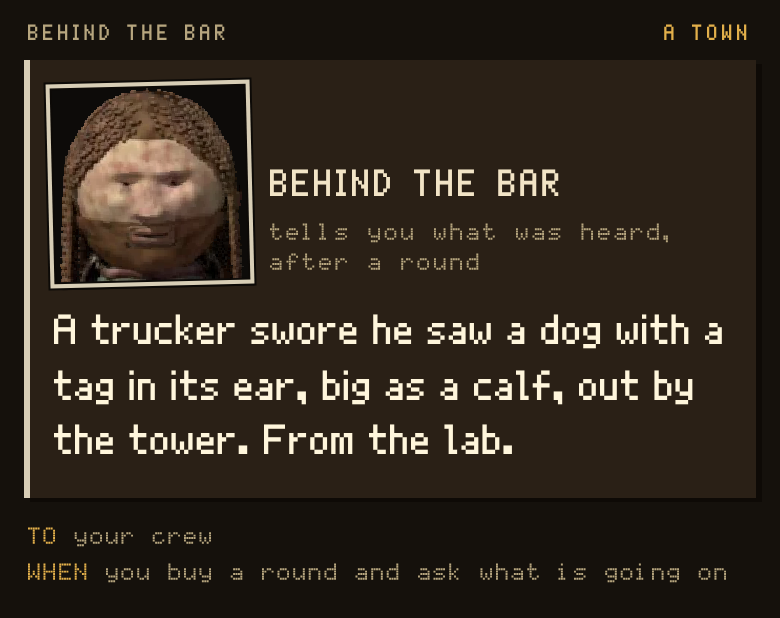 BEHIND THE BAR
A TOWN
BEHIND THE BAR
tells you what was heard,
after a round
A trucker swore he saw a dog with a
tag in its ear, big as a calf, out by
the tower. From the lab.
TO your crew
WHEN you buy a round and ask what is going on